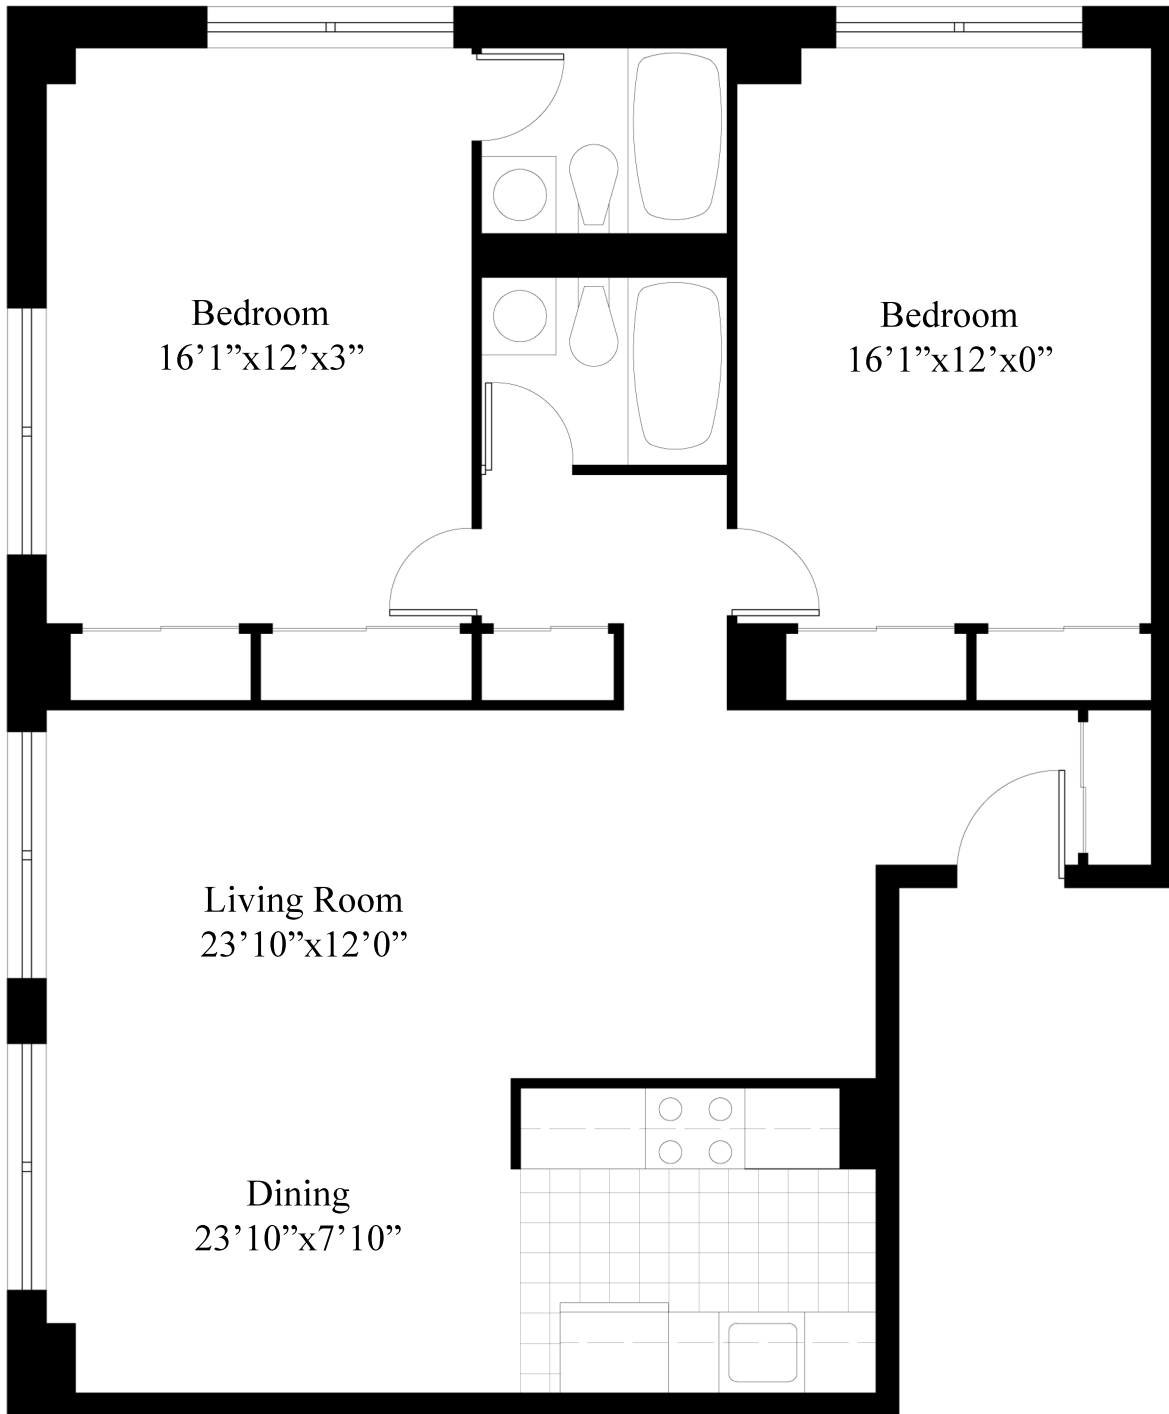 Bedroom
16’1”x12’x3”
Bedroom
16’1”x12’x0”
Living Room
23’10”x12’0”
Dining
23’10”x7’10”